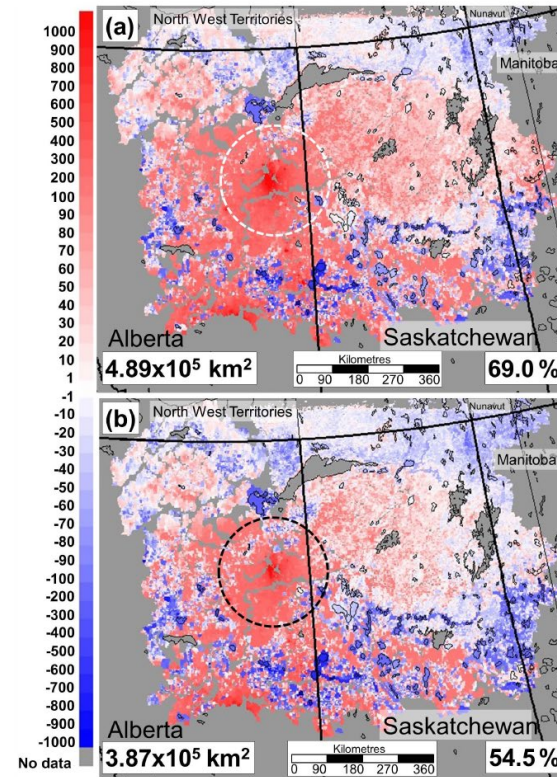 1000
900
800
700
600
500
400
300
200
100
90
80
70
60
50
40
30
20
10
1
-1
-10
-20
-30
-40
-50
-60
-70
-80
-90
-100
-200
-300
-400
-500
-600
-700
-800
-900
-1000
No data
(a)
North West Territories
Nunavut
Manitoba
Alberta
Saskatchewan
4.89x10⁵ km²
Kilometres
0 90 180 270 360
69.0 %
(b)
North West Territories
Nunavut
Manitoba
Alberta
Saskatchewan
3.87x10⁵ km²
Kilometres
0 90 180 270 360
54.5 %